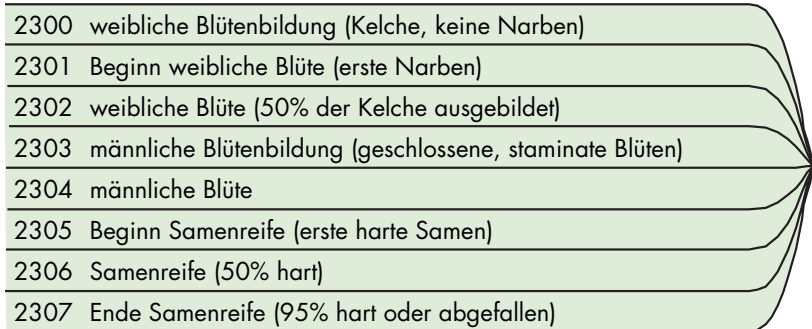 2300 weibliche Blütenbildung (Kelche, keine Narben)
2301 Beginn weibliche Blüte (erste Narben)
2302 weibliche Blüte (50% der Kelche ausgebildet)
2303 männliche Blütenbildung (geschlossene, staminate Blüten)
2304 männliche Blüte
2305 Beginn Samenreife (erste harte Samen)
2306 Samenreife (50% hart)
2307 Ende Samenreife (95% hart oder abgefallen)